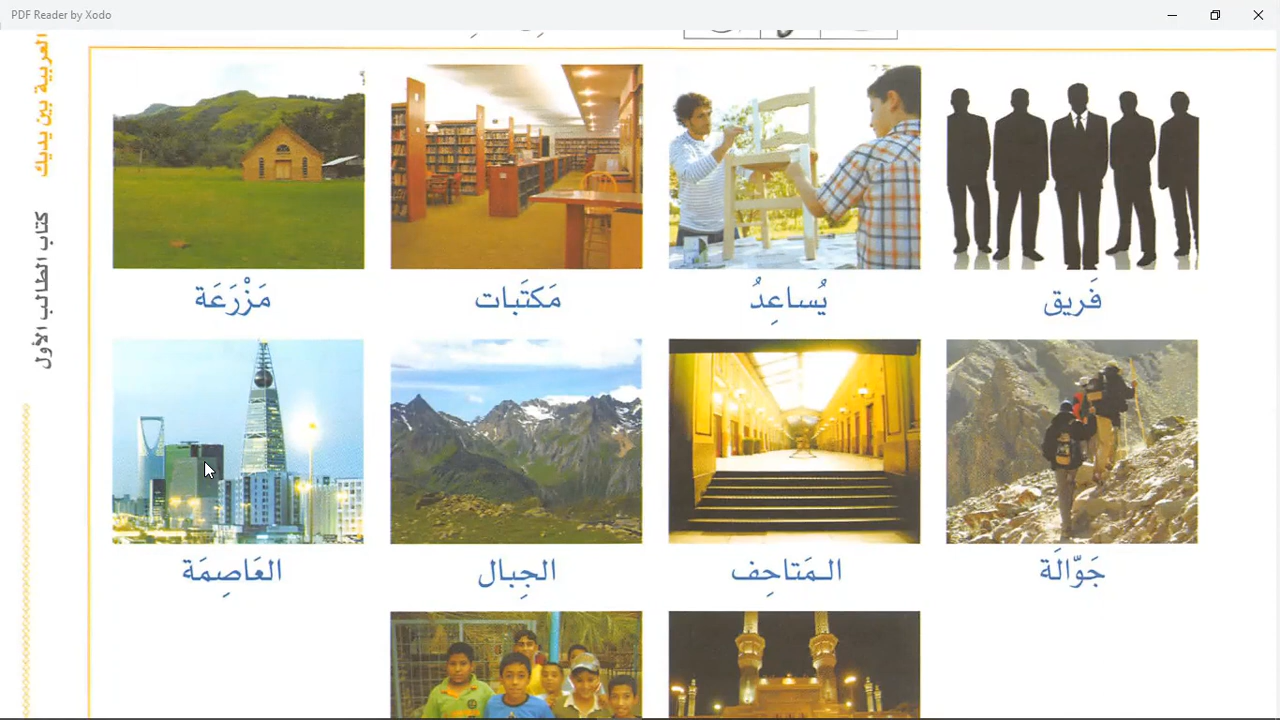 PDF Reader by Xodo
العربية بين يديك
كتاب الطالب الأول
فَريق
يُساعِدُ
مَكتَبات
مَزْرَعَة
جَوّالَة
الـمَتاحِف
الجِبال
العَاصِمَة